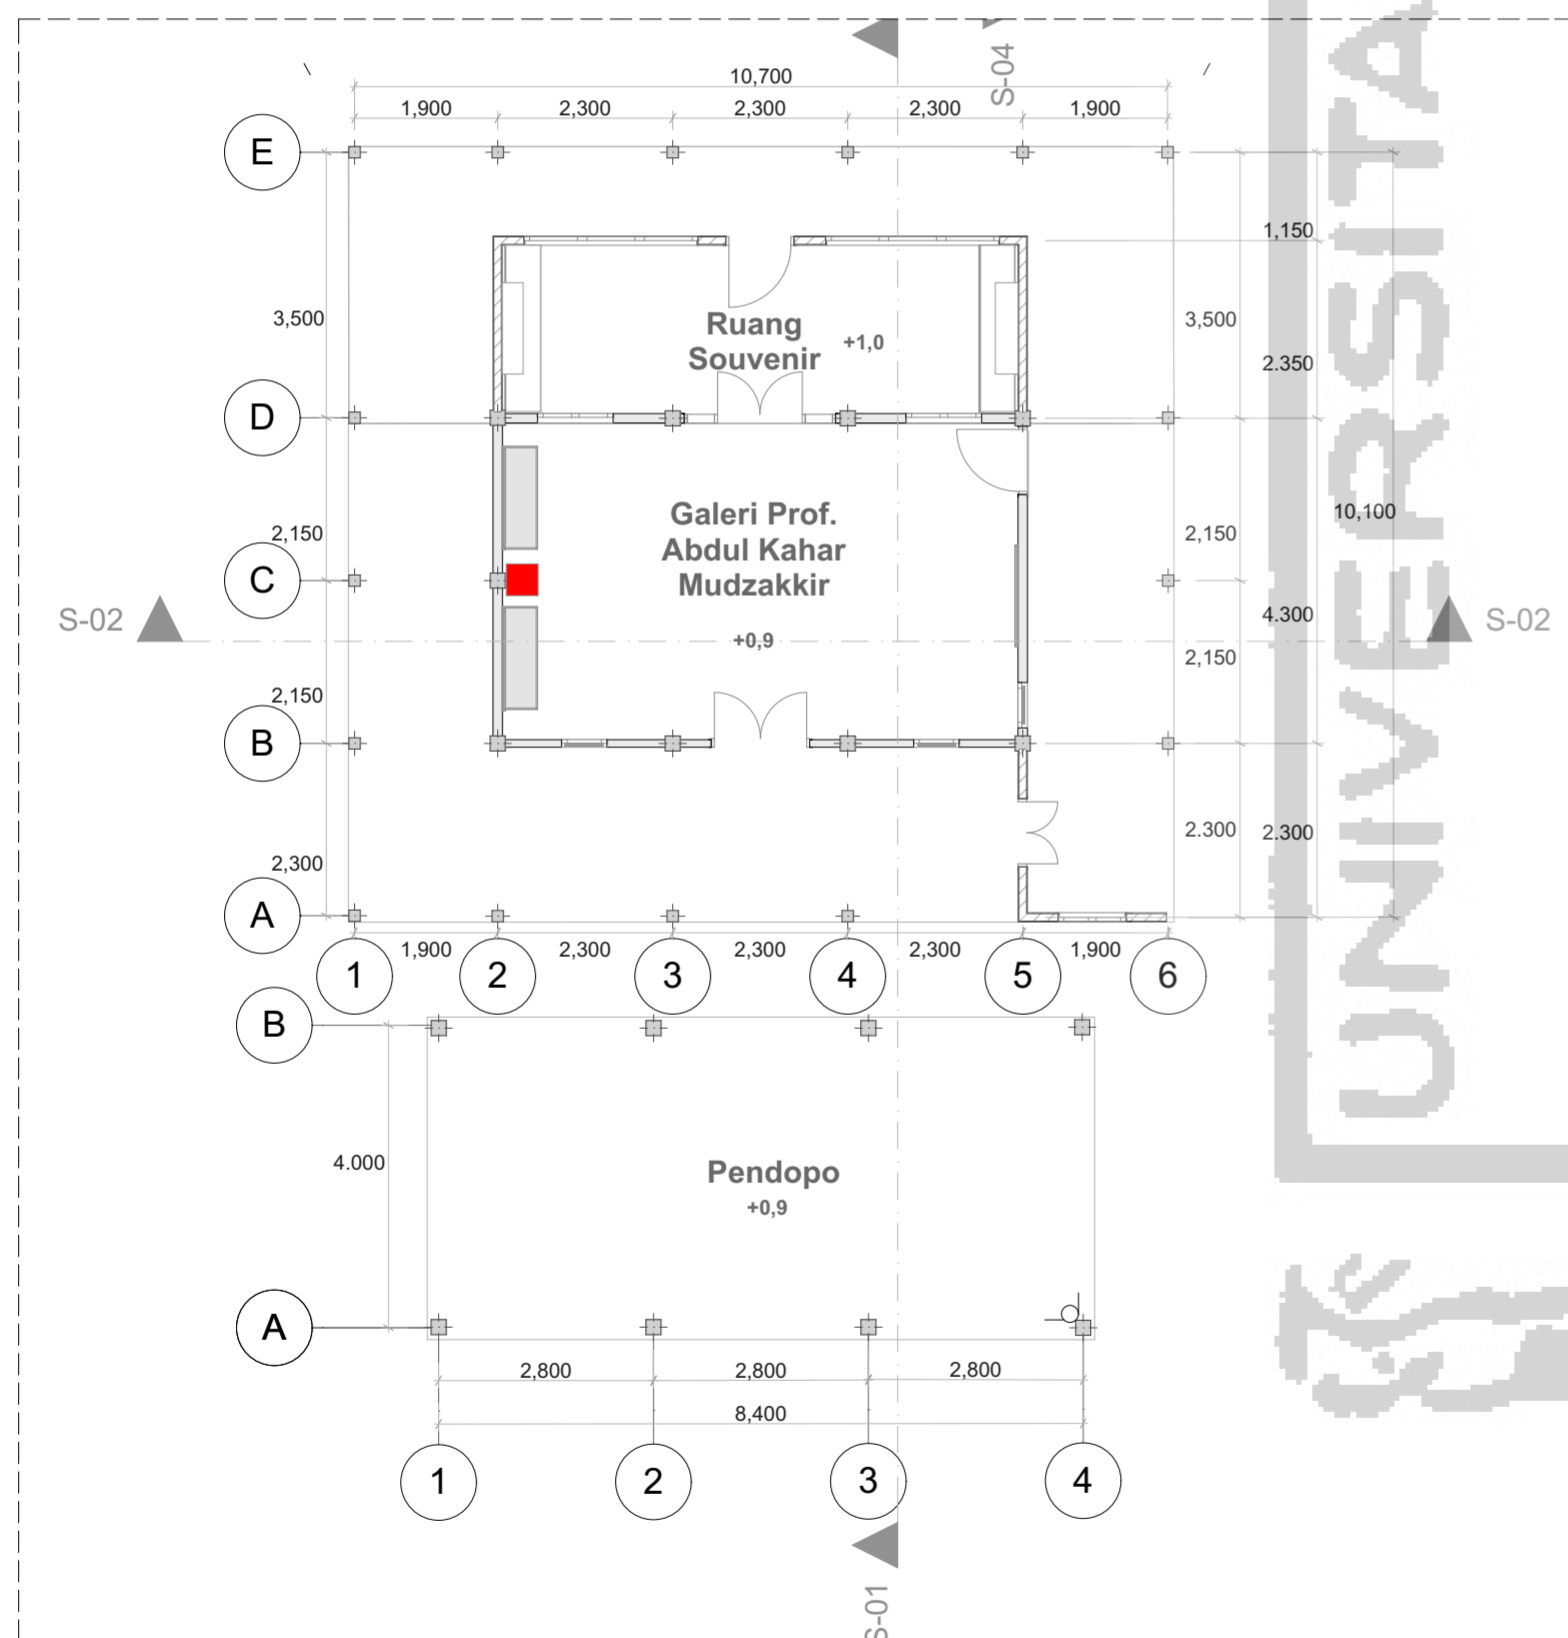 S-04
10,700
1,900 2,300 2,300 2,300 1,900
E
1,150
Ruang
Souvenir
+1,0
3,500
3,500
2.350
D
Galeri Prof.
Abdul Kahar
Mudzakkir
+0,9
2,150
2,150
10,100
C
S-02
S-02
4.300
2,150
2,150
B
2,300
2.300
2.300
A
1,900 2,300 2,300 2,300 1,900
1 2 3 4 5 6
B
4.000
Pendopo
+0,9
A
2,800 2,800 2,800
8,400
1 2 3 4
S-01
UNIVERSITA